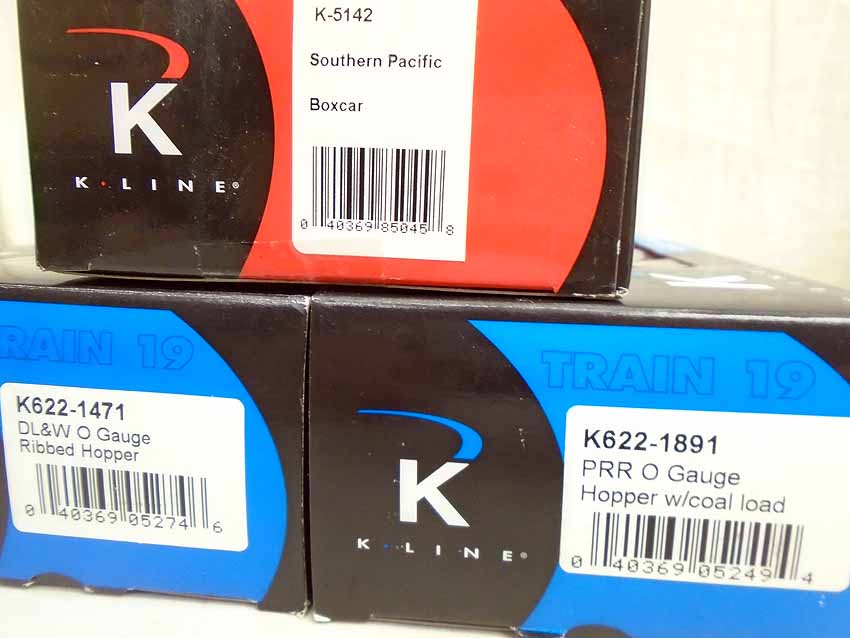 K-5142
Southern Pacific
Boxcar
K
K·LINE®
0 40369 85045 8
K
RAIN 19
K622-1471
DL&W O Gauge
Ribbed Hopper
0 40369 05274 6
TRAIN 19
K
K·LINE®
K622-1891
PRR O Gauge
Hopper w/coal load
0 40369 05249 4